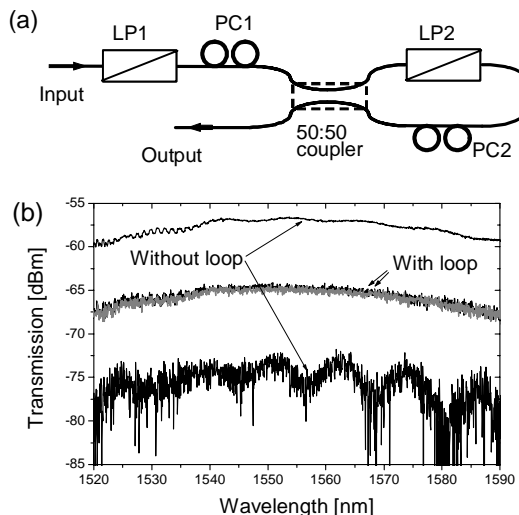 (a)
LP1
PC1
LP2
Input
Output
50:50
coupler
PC2
(b)
-55
-60
-65
-70
-75
-80
-85
Without loop
With loop
Transmission [dBm]
1520 1530 1540 1550 1560 1570 1580 1590
Wavelength [nm]